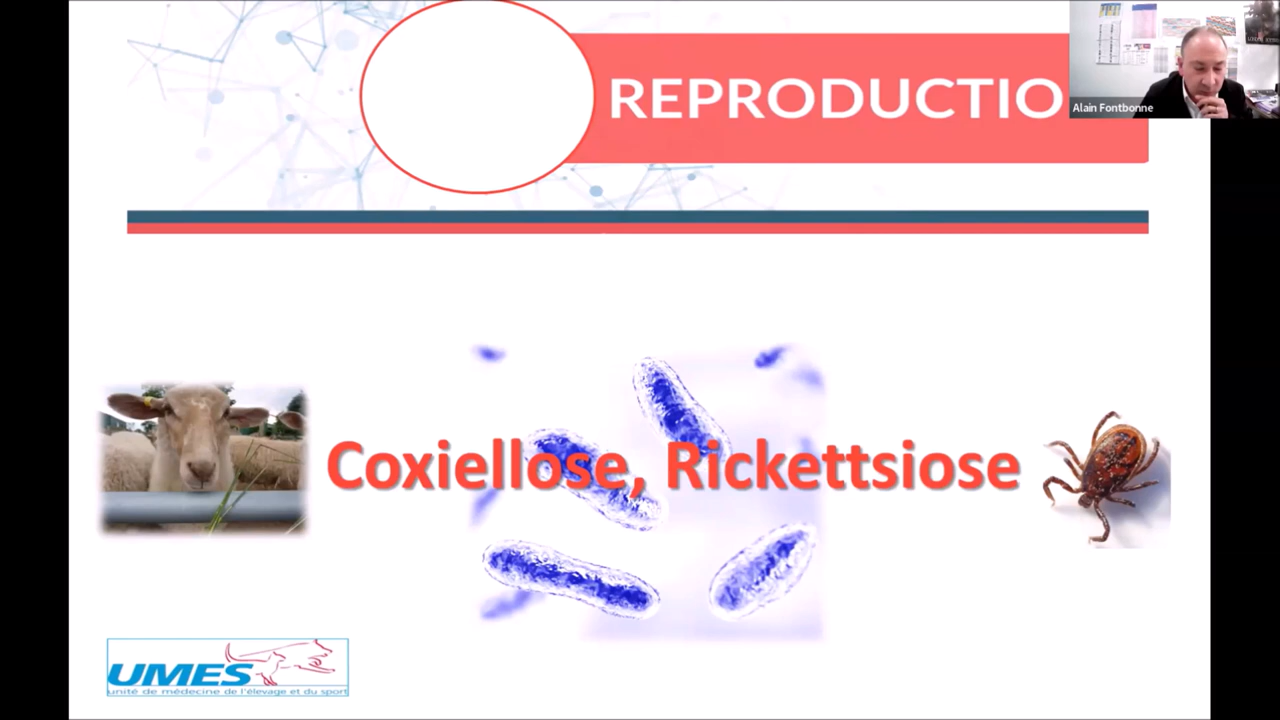 REPRODUCTIO
Alain Fontbonne
Coxiellose, Rickettsiose
UMES
unité de médecine de l'élevage et du sport